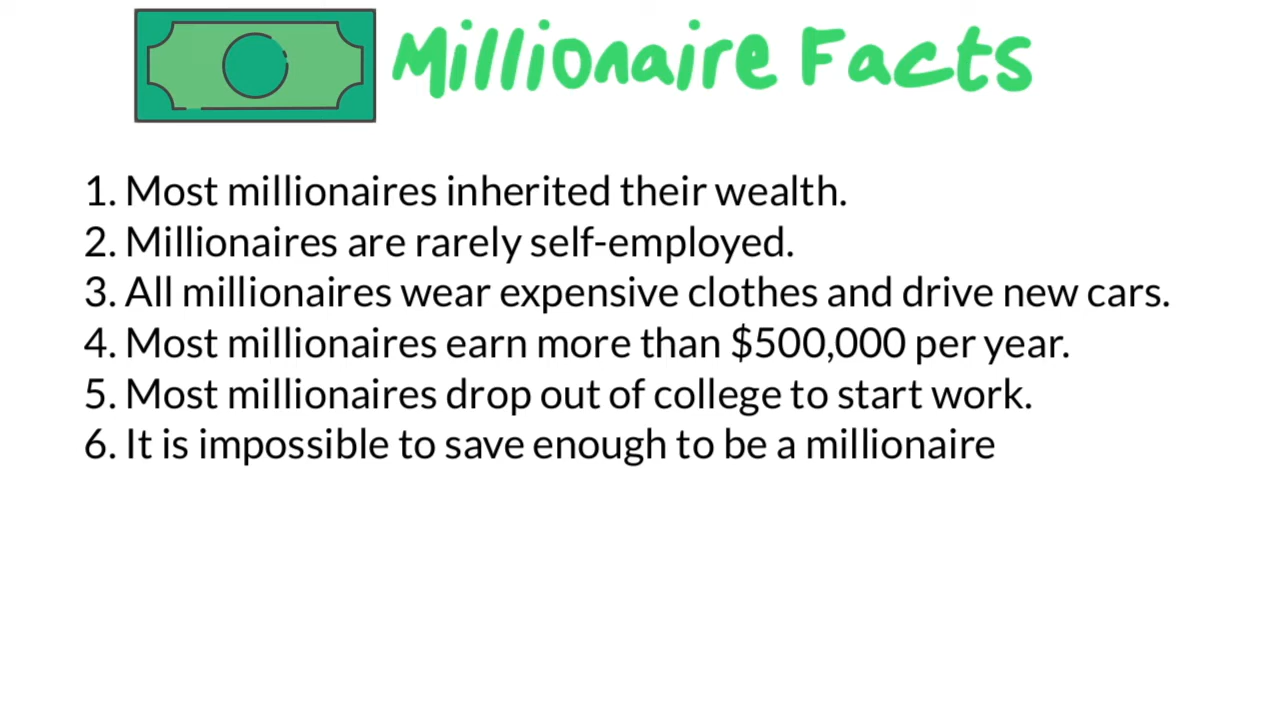 Millionaire Facts
1. Most millionaires inherited their wealth.
2. Millionaires are rarely self-employed.
3. All millionaires wear expensive clothes and drive new cars.
4. Most millionaires earn more than $500,000 per year.
5. Most millionaires drop out of college to start work.
6. It is impossible to save enough to be a millionaire